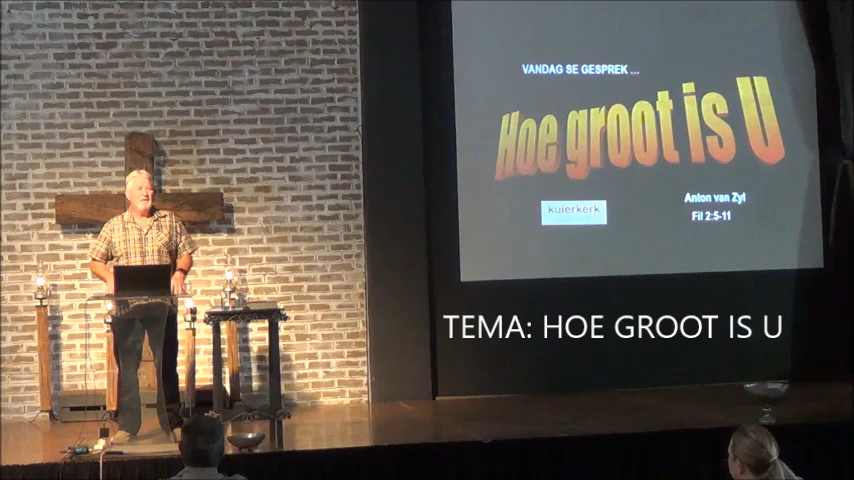 VANDAG SE GESPREK ...
Hoe groot is U
kuierkerk
Anton van Zyl
Fil 2:5-11
TEMA: HOE GROOT IS U